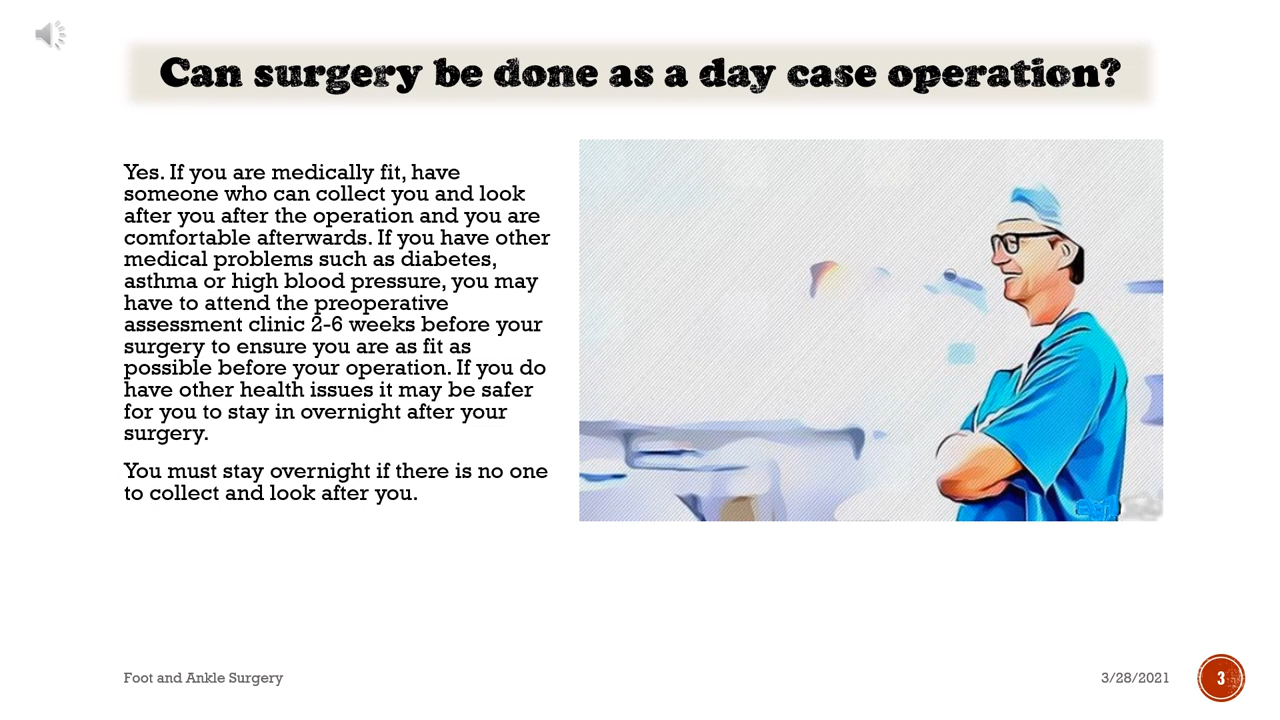 Can surgery be done as a day case operation?
Yes. If you are medically fit, have
someone who can collect you and look
after you after the operation and you are
comfortable afterwards. If you have other
medical problems such as diabetes,
asthma or high blood pressure, you may
have to attend the preoperative
assessment clinic 2-6 weeks before your
surgery to ensure you are as fit as
possible before your operation. If you do
have other health issues it may be safer
for you to stay in overnight after your
surgery.
You must stay overnight if there is no one
to collect and look after you.
Foot and Ankle Surgery
3/28/2021
3